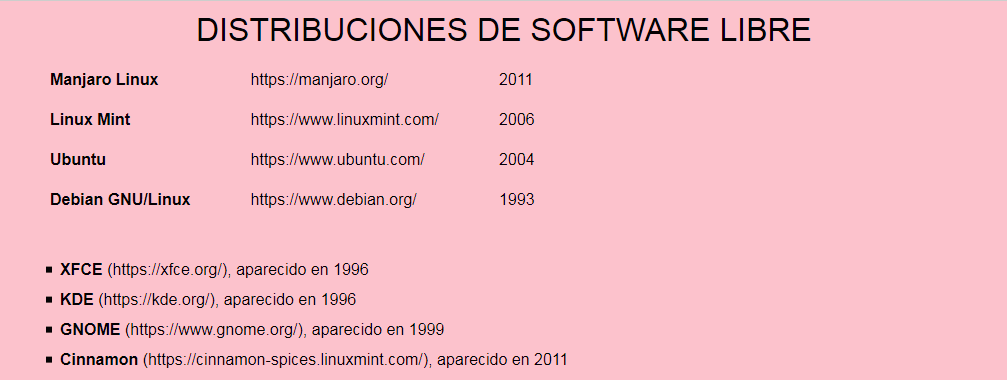 DISTRIBUCIONES DE SOFTWARE LIBRE
Manjaro Linux https://manjaro.org/ 2011
Linux Mint https://www.linuxmint.com/ 2006
Ubuntu https://www.ubuntu.com/ 2004
Debian GNU/Linux https://www.debian.org/ 1993
▪ XFCE (https://xfce.org/), aparecido en 1996
▪ KDE (https://kde.org/), aparecido en 1996
▪ GNOME (https://www.gnome.org/), aparecido en 1999
▪ Cinnamon (https://cinnamon-spices.linuxmint.com/), aparecido en 2011